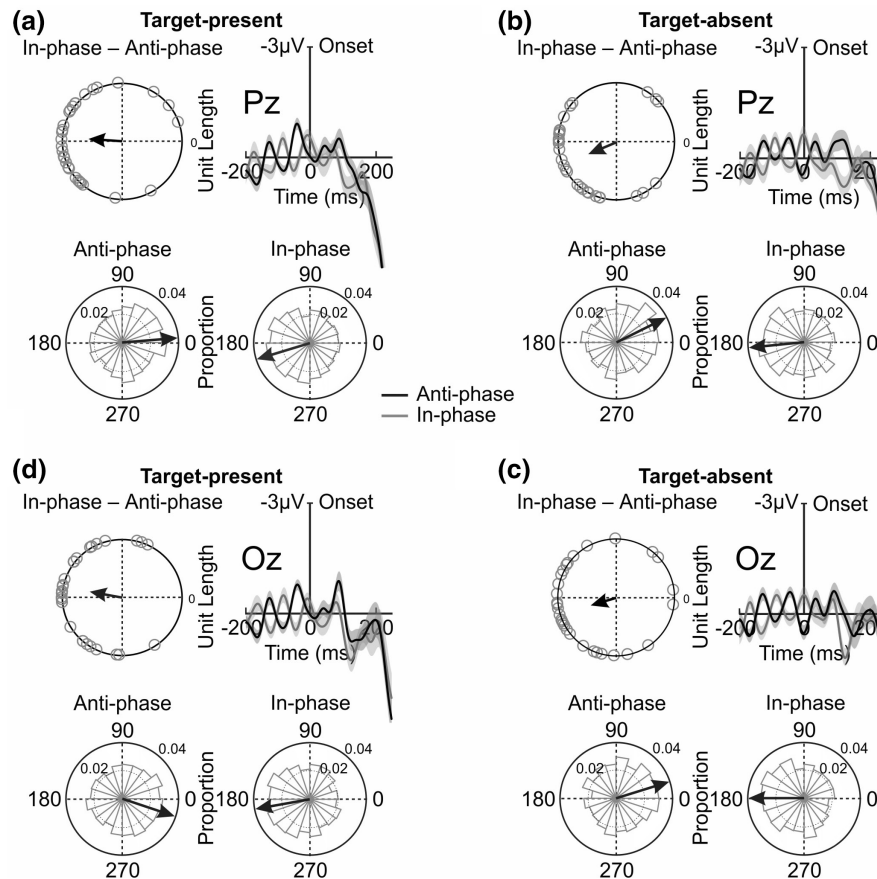 (a)
Target-present
In-phase – Anti-phase
-3µV Onset
Pz
Unit Length
0
-200 0 200
Time (ms)
Anti-phase
In-phase
90
90
0.02
0.04
0.02
180
0
Proportion
180
0
270
270
(b)
Target-absent
In-phase – Anti-phase
-3µV Onset
Pz
Unit Length
0
-200 0 200
Time (ms)
Anti-phase
In-phase
90
90
0.02
0.04
0.02
180
0
Proportion
180
0
270
270
Anti-phase
In-phase
(d)
Target-present
In-phase – Anti-phase
-3µV Onset
Oz
Unit Length
0
-200 0 200
Time (ms)
Anti-phase
In-phase
90
90
0.02
0.04
0.02
180
0
Proportion
180
0
270
270
(c)
Target-absent
In-phase – Anti-phase
-3µV Onset
Oz
Unit Length
0
-200 0 200
Time (ms)
Anti-phase
In-phase
90
90
0.02
0.04
0.02
180
0
Proportion
180
0
270
270